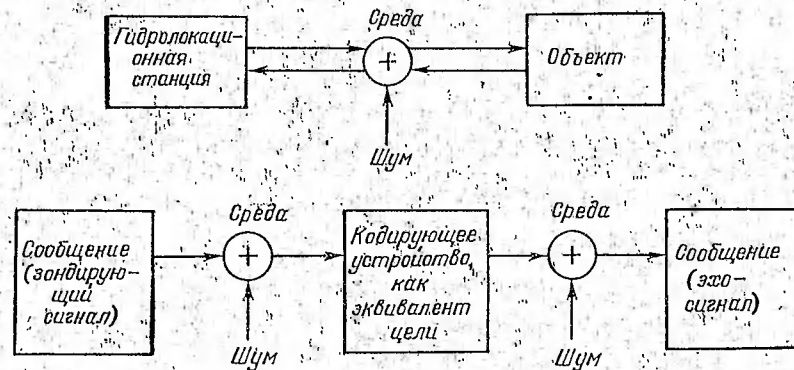 Среда
Гидролокаци-
онная
станция
+
Объект
Шум
Среда
Среда
Сообщение
(зондирую-
щий
сигнал)
+
Кодирующее
устройство,
как
эквивалент
цели
+
Сообщение
(эхо-
сигнал)
Шум
Шум